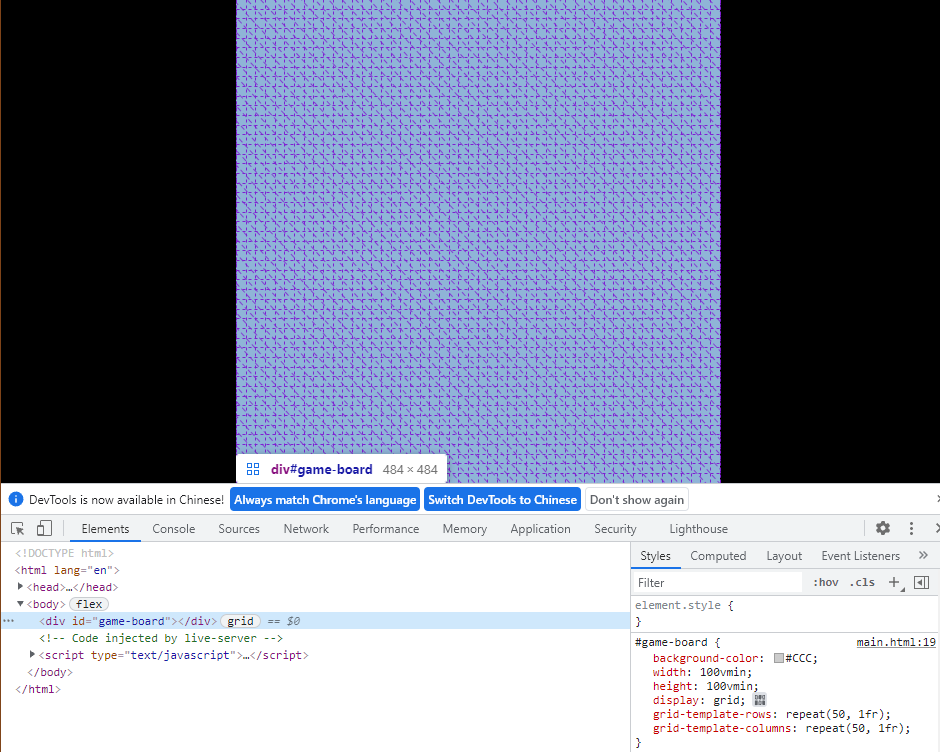 div#game-board 484 × 484
DevTools is now available in Chinese! Always match Chrome's language Switch DevTools to Chinese Don't show again
Elements Console Sources Network Performance Memory Application Security Lighthouse
<!DOCTYPE html>
<html lang="en">
<head>…</head>
<body> flex
<div id="game-board"></div> grid == $0
<!-- Code injected by live-server -->
<script type="text/javascript">…</script>
</body>
</html>
Styles Computed Layout Event Listeners »
Filter :hov .cls +
element.style {
}
#game-board { main.html:19
background-color: #CCC;
width: 100vmin;
height: 100vmin;
display: grid;
grid-template-rows: repeat(50, 1fr);
grid-template-columns: repeat(50, 1fr);
}